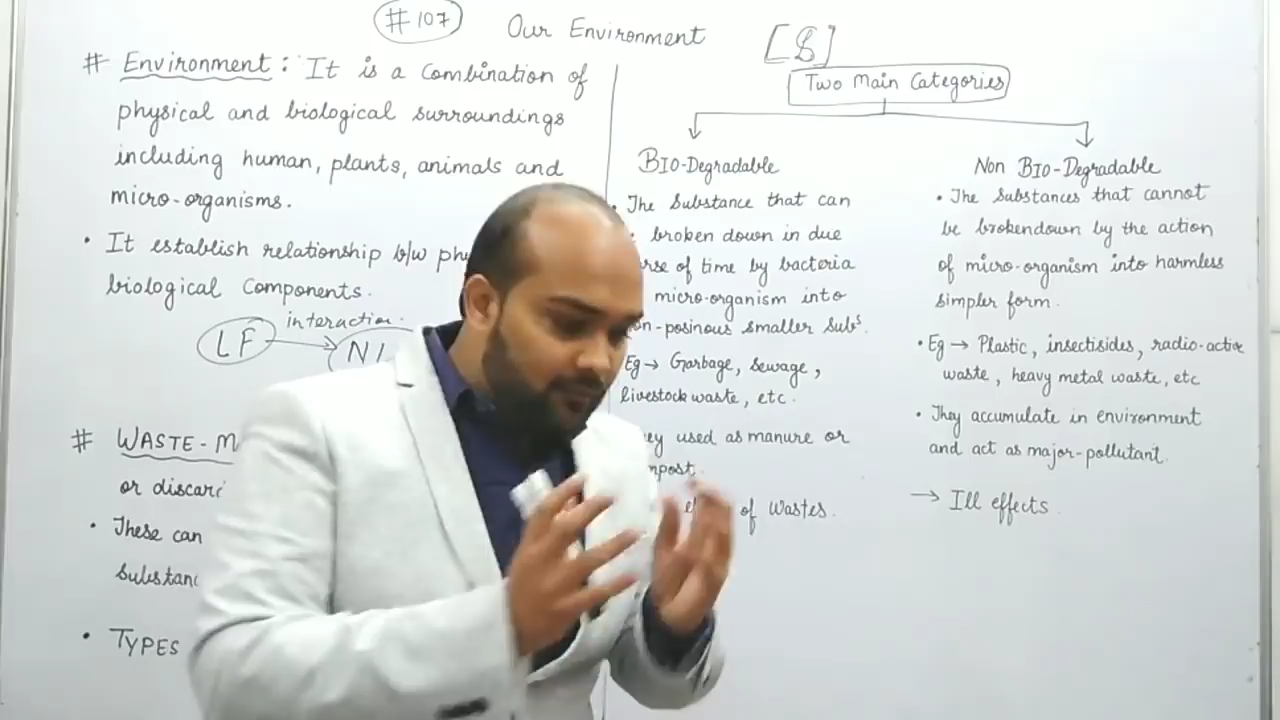 #107
Our Environment
[$]
# Environment: It is a combination of
physical and biological surroundings
including human, plants, animals and
micro-organisms.
• It establish relationship b/w
biological components.
interaction.
LF
# WASTE-
or
• These can
• TYPES
Two Main Categories
BIO-Degradable
• The substance that can
broken down in due
of time by bacteria
micro-organism into
posinous smaller subs.
Eg → Garbage, sewage,
livestock waste, etc.
used as manure or
of Wastes.
Non BIO-Degradable
• The substances that cannot
be brokendown by the action
of micro-organism into harmless
simpler form.
• Eg → Plastic, insectisides, radio-active
waste, heavy metal waste, etc
• They accumulate in environment
and act as major-pollutant.
→ Ill effects.